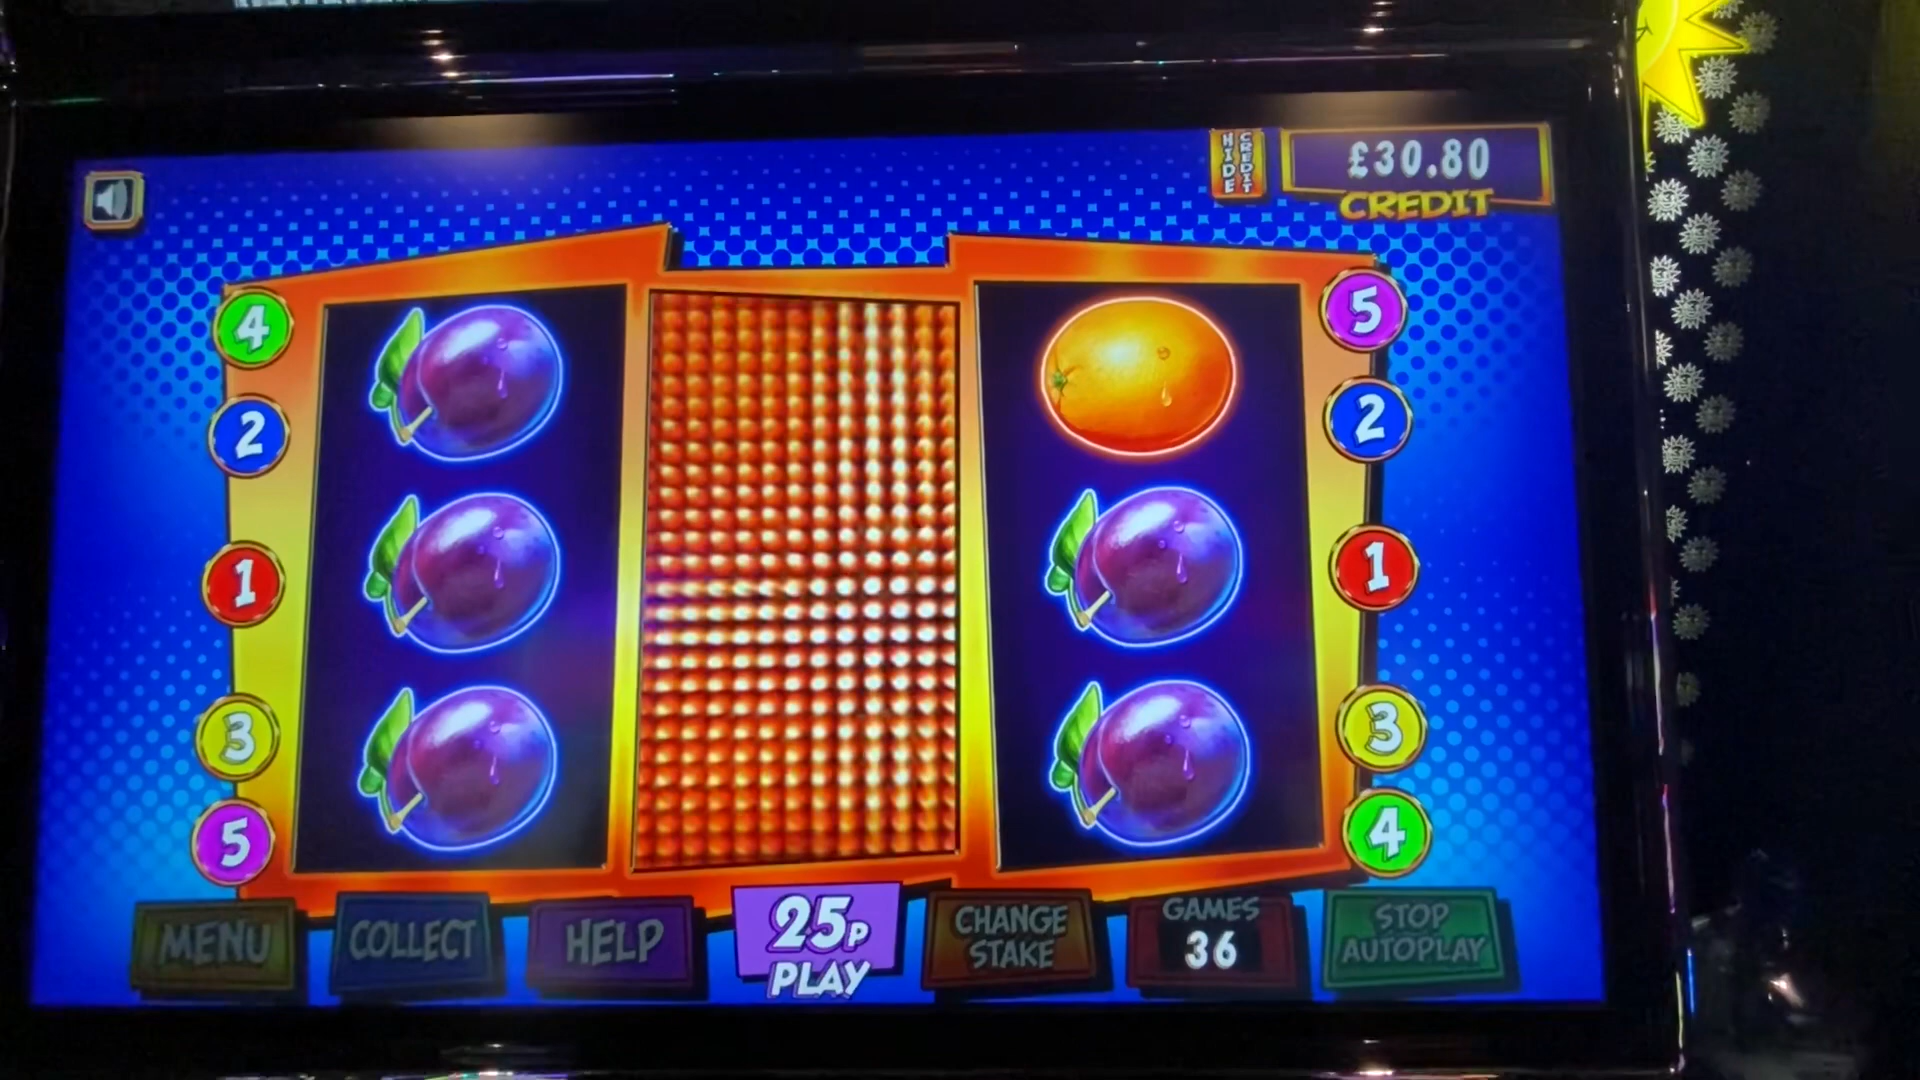 HIDE CREDIT
£30.80
CREDIT
4
5
2
2
1
1
3
3
5
4
MENU
COLLECT
HELP
25P
PLAY
CHANGE
STAKE
GAMES
36
STOP
AUTOPLAY